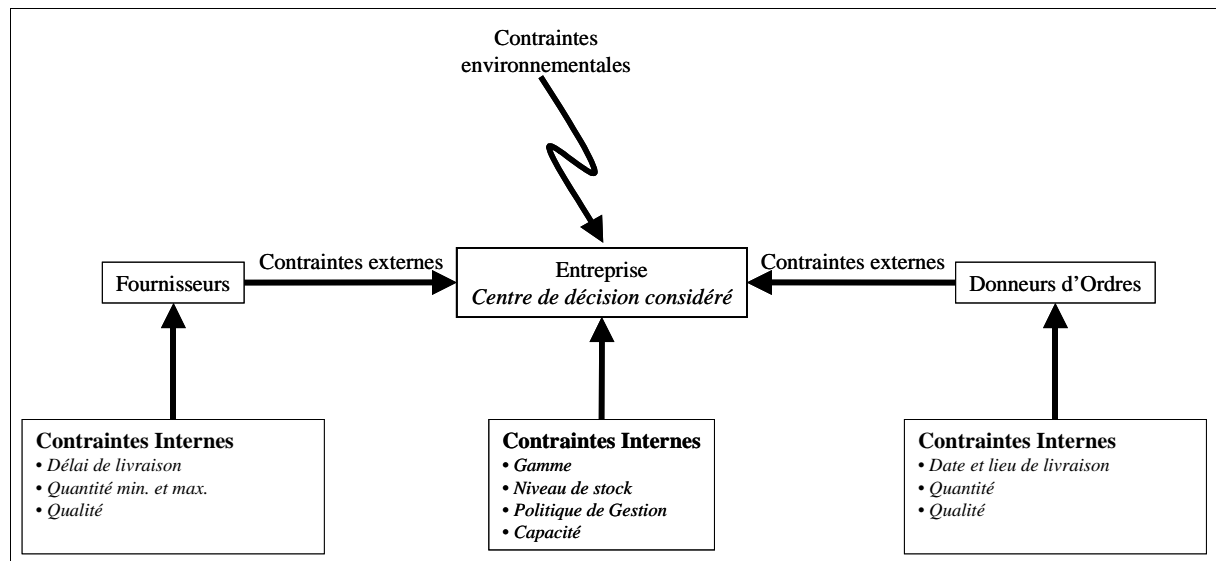 Contraintes
environnementales
Contraintes externes
Contraintes externes
Fournisseurs
Entreprise
Centre de décision considéré
Donneurs d'Ordres
Contraintes Internes
• Délai de livraison
• Quantité min. et max.
• Qualité
Contraintes Internes
• Gamme
• Niveau de stock
• Politique de Gestion
• Capacité
Contraintes Internes
• Date et lieu de livraison
• Quantité
• Qualité